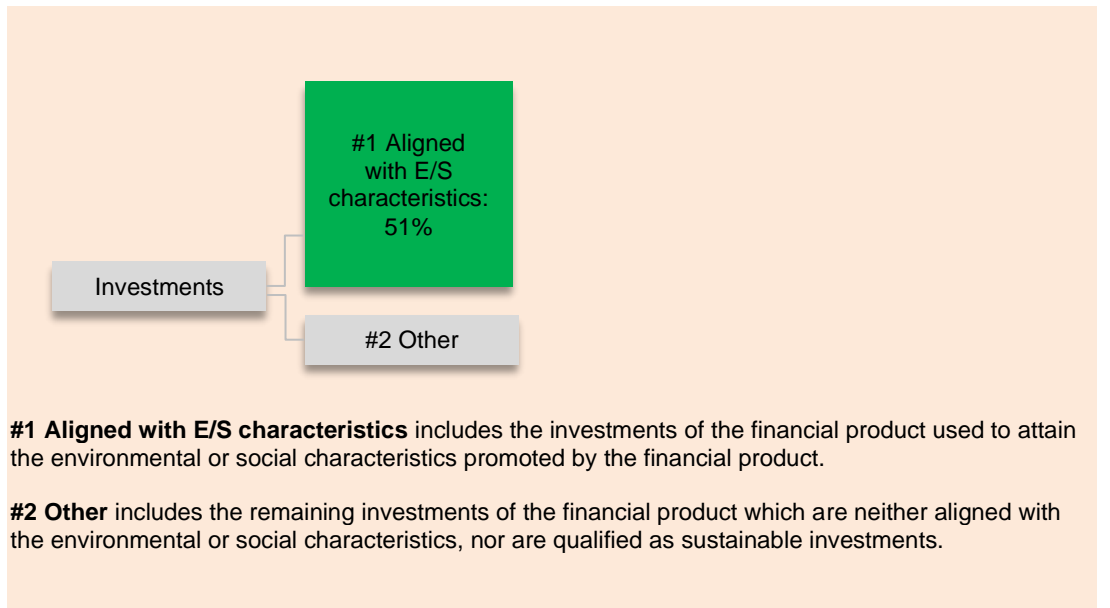 #1 Aligned
with E/S
characteristics:
51%
Investments
#2 Other
#1 Aligned with E/S characteristics includes the investments of the financial product used to attain
the environmental or social characteristics promoted by the financial product.
#2 Other includes the remaining investments of the financial product which are neither aligned with
the environmental or social characteristics, nor are qualified as sustainable investments.